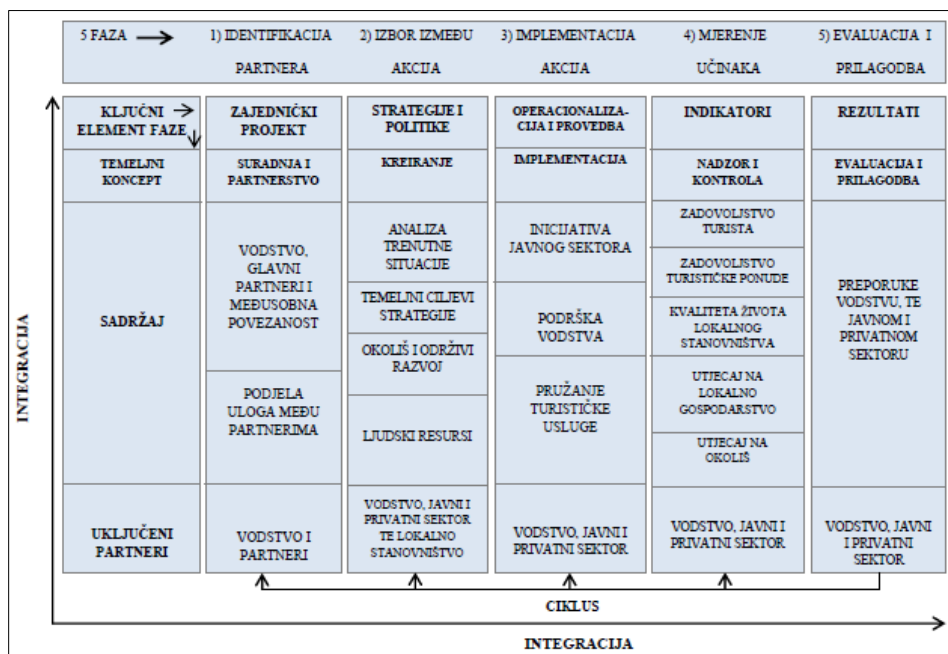 5 FAZA
1) IDENTIFIKACIJA
PARTNERA
2) IZBOR IZMEĐU
AKCIJA
3) IMPLEMENTACIJA
AKCIJA
4) MJERENJE
UČINAKA
5) EVALUACIJA I
PRILAGODBA
KLJUČNI
ELEMENT FAZE
ZAJEDNIČKI
PROJEKT
STRATEGIJE I
POLITIKE
OPERACIONALIZA-
CIJA I PROVEDBA
INDIKATORI
REZULTATI
TEMELJNI
KONCEPT
SURADNJA I
PARTNERSTVO
KREIRANJE
IMPLEMENTACIJA
NADZOR I
KONTROLA
EVALUACIJA I
PRILAGODBA
SADRŽAJ
VODSTVO,
GLAVNI
PARTNERI I
MEĐUSOBNA
POVEZANOST
PODJELA
ULOGA MEĐU
PARTNERIMA
ANALIZA
TRENUTNE
SITUACIJE
TEMELJNI CILJEVI
STRATEGIJE
OKOLIŠ I ODRŽIVI
RAZVOJ
LJUDSKI RESURSI
INICIJATIVA
JAVNOG SEKTORA
PODRŠKA
VODSTVA
PRUŽANJE
TURISTIČKE
USLUGE
ZADOVOLJSTVO
TURISTA
ZADOVOLJSTVO
TURISTIČKE PONUDE
KVALITETA ŽIVOTA
LOKALNOG
STANOVNIŠTVA
UTJECAJ NA
LOKALNO
GOSPODARSTVO
UTJECAJ NA
OKOLIŠ
PREPORUKE
VODSTVU, TE
JAVNOM I
PRIVATNOM
SEKTORU
UKLJUČENI
PARTNERI
VODSTVO I
PARTNERI
VODSTVO, JAVNI I
PRIVATNI SEKTOR
TE LOKALNO
STANOVNIŠTVO
VODSTVO, JAVNI I
PRIVATNI SEKTOR
VODSTVO, JAVNI I
PRIVATNI SEKTOR
VODSTVO, JAVNI
I PRIVATNI
SEKTOR
CIKLUS
INTEGRACIJA
INTEGRACIJA